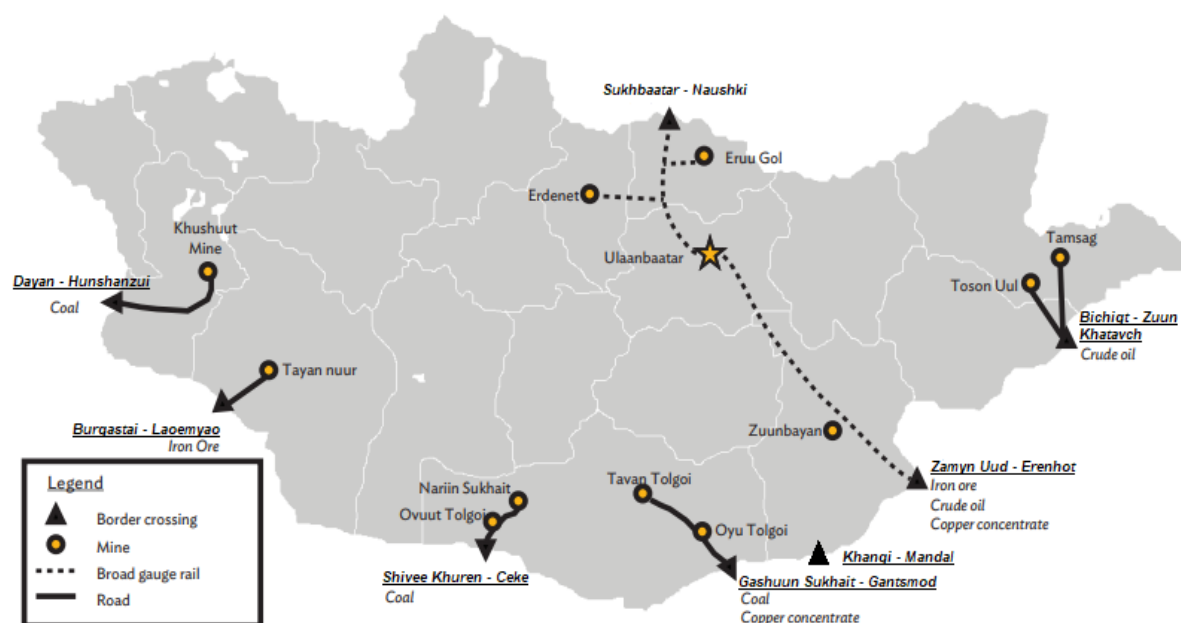 Sukhbaatar - Naushki
Eruu Gol
Erdenet
Khushuut
Mine
Ulaanbaatar
Tamsag
Toson Uul
Dayan - Hunshanzui
Coal
Bichigt - Zuun
Khatavch
Crude oil
Tayan nuur
Burgastai - Laoemyao
Iron Ore
Zuunbayan
Zamyn Uud - Erenhot
Iron ore
Crude oil
Copper concentrate
Nariin Sukhait
Ovuut Tolgoi
Tavan Tolgoi
Oyu Tolgoi
Khangi - Mandal
Shivee Khuren - Ceke
Coal
Gashuun Sukhait - Gantsmod
Coal
Copper concentrate
Legend
Border crossing
Mine
Broad gauge rail
Road